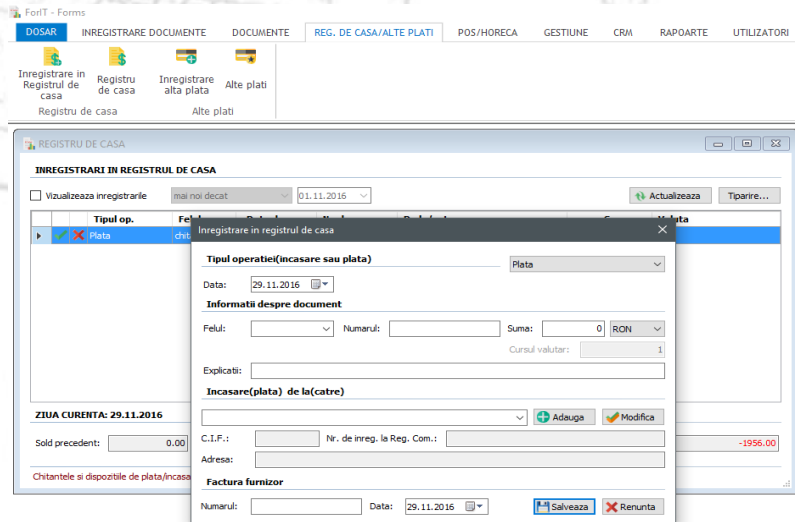 ForIT - Forms
DOSAR INREGISTRARE DOCUMENTE DOCUMENTE REG. DE CASA/ALTE PLATI POS/HORECA GESTIUNE CRM RAPOARTE UTILIZATORI
Inregistrare in Registrul de casa
Registru de casa
Inregistrare alta plata
Alte plati
Registru de casa Alte plati
REGISTRU DE CASA
INREGISTRARI IN REGISTRUL DE CASA
Vizualizeaza inregistrarile mai noi decat 01.11.2016 Actualizeaza Tiparire...
Tipul op.
Plata
Inregistrare in registrul de casa
Tipul operatiei(incasare sau plata) Plata
Data: 29.11.2016
Informatii despre document
Felul: Numarul: Suma: 0 RON
Cursul valutar: 1
Explicatii:
Incasare(plata) de la(catre)
Adauga Modifica
C.I.F.: Nr. de inreg. la Reg. Com.:
Adresa:
Factura furnizor
Numarul: Data: 29.11.2016 Salveaza Renunta
ZIUA CURENTA: 29.11.2016
Sold precedent: 0.00 -1956.00
Chitantele si dispozitiile de plata/incasa